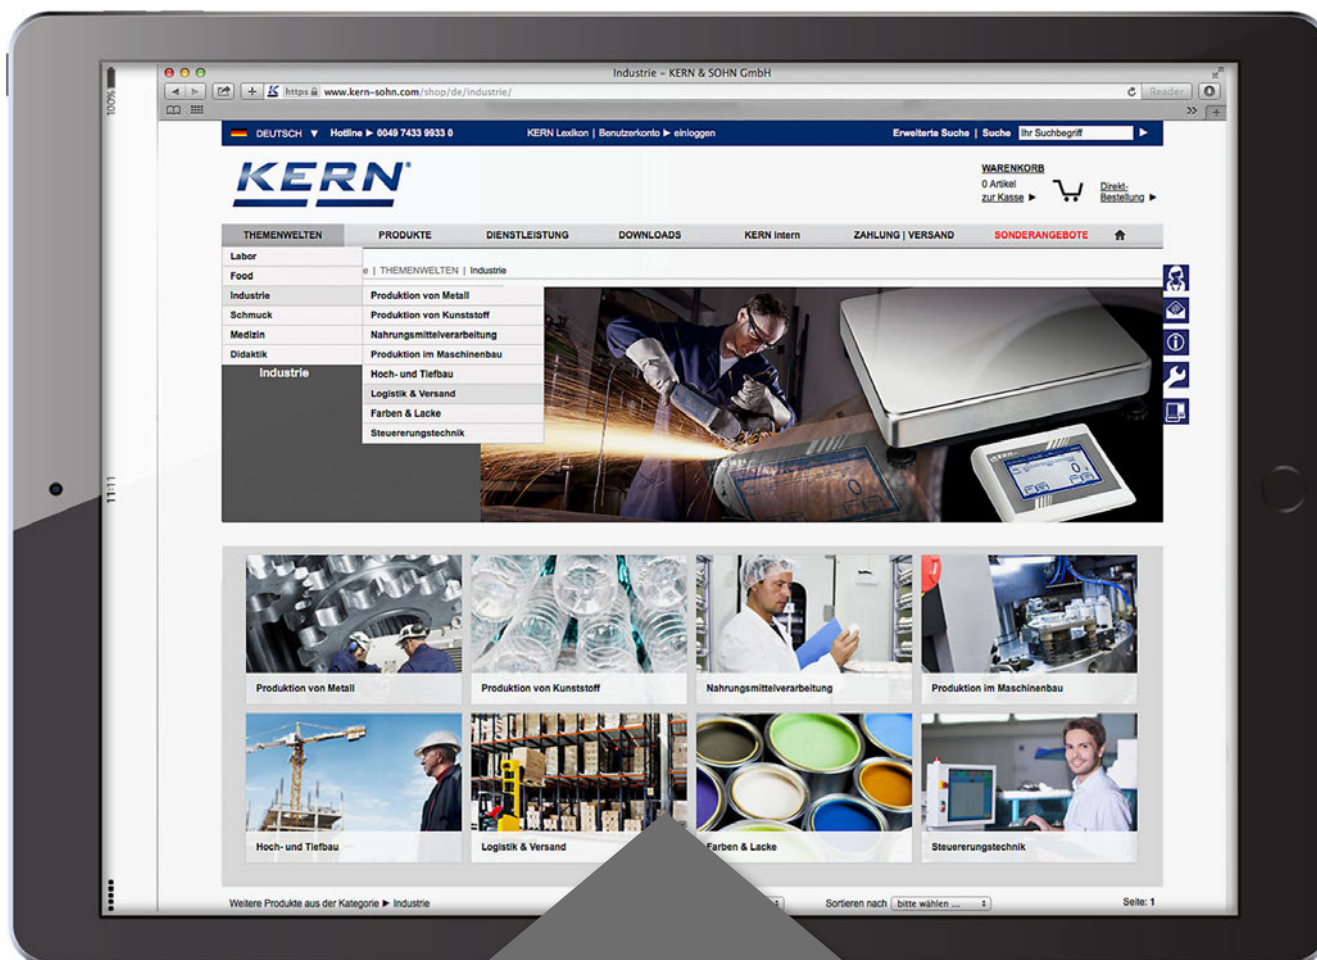 100%
11:11
Industrie – KERN & SOHN GmbH
https www.kern-sohn.com/shop/de/industrie/
Reader
DEUTSCH ▼ Hotline ► 0049 7433 9933 0 KERN Lexikon | Benutzerkonto ► einloggen Erweiterte Suche | Suche Ihr Suchbegriff ►
KERN
WARENKORB
0 Artikel
zur Kasse ►
Direkt-
Bestellung ►
THEMENWELTEN PRODUKTE DIENSTLEISTUNG DOWNLOADS KERN Intern ZAHLUNG | VERSAND SONDERANGEBOTE
Labor
Food
Industrie
Schmuck
Medizin
Didaktik
| THEMENWELTEN | Industrie
Produktion von Metall
Produktion von Kunststoff
Nahrungsmittelverarbeitung
Produktion im Maschinenbau
Hoch- und Tiefbau
Logistik & Versand
Farben & Lacke
Steuererungstechnik
Industrie
Produktion von Metall
Produktion von Kunststoff
Nahrungsmittelverarbeitung
Produktion im Maschinenbau
Hoch- und Tiefbau
Logistik & Versand
Farben & Lacke
Steuererungstechnik
Weitere Produkte aus der Kategorie ► Industrie Sortieren nach bitte wählen ... Seite: 1